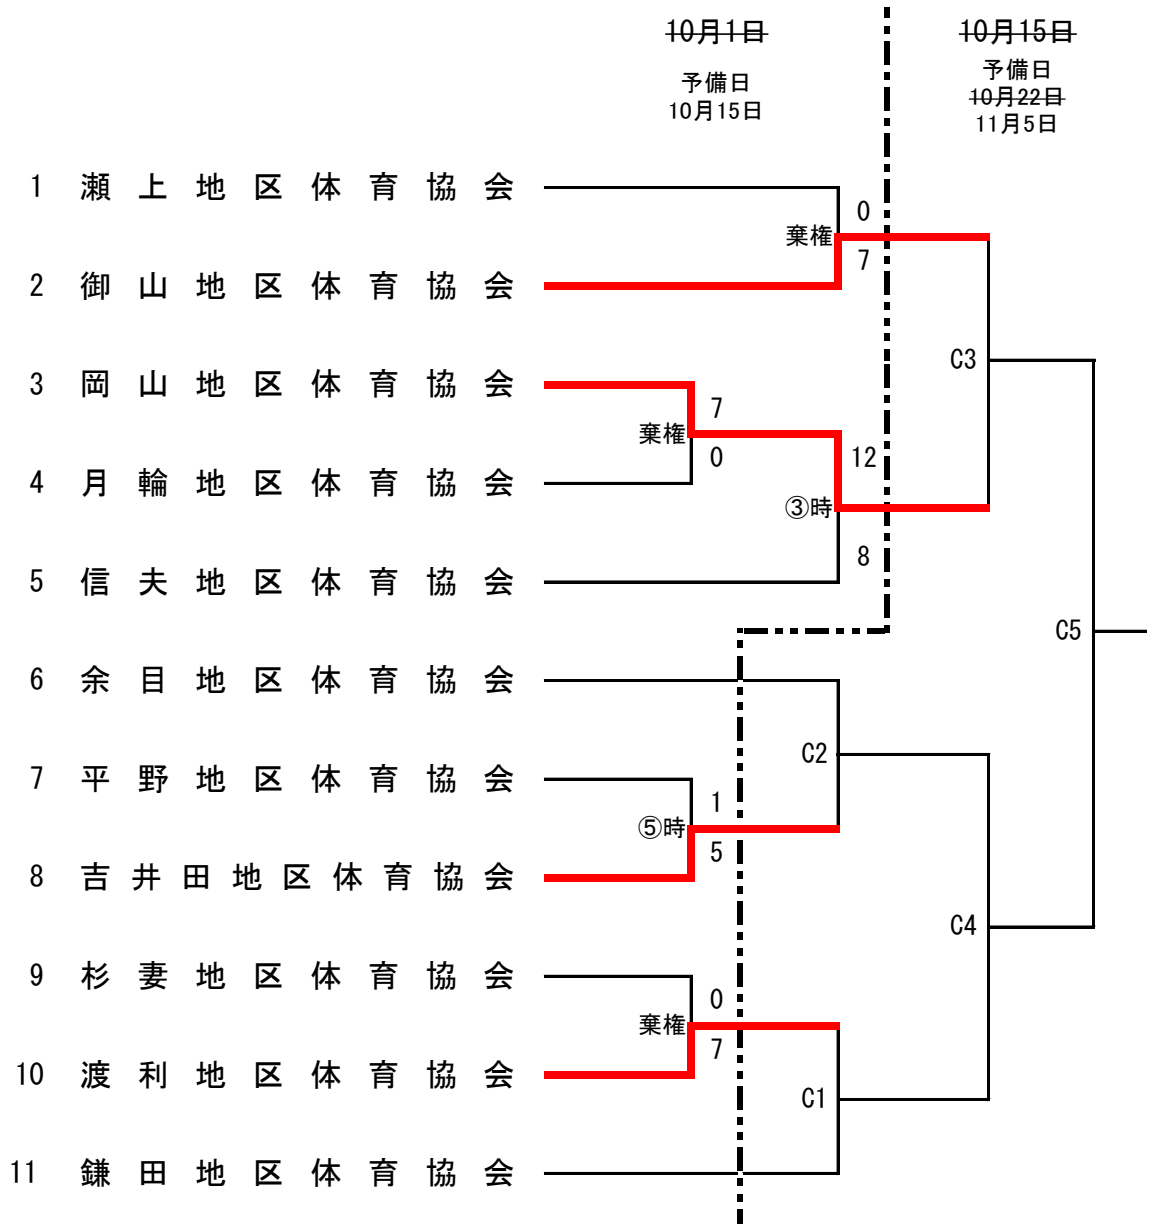 10月1日 10月15日
予備日 予備日
10月15日 10月22日
11月5日
1 瀬上地区体育協会
0
棄権
7
2 御山地区体育協会
C3
3 岡山地区体育協会
7
棄権
0
12
4 月輪地区体育協会
③時
8
5 信夫地区体育協会
C5
6 余目地区体育協会
C2
7 平野地区体育協会
1
⑤時
5
8 吉井田地区体育協会
C4
9 杉妻地区体育協会
0
棄権
7
10 渡利地区体育協会
C1
11 鎌田地区体育協会